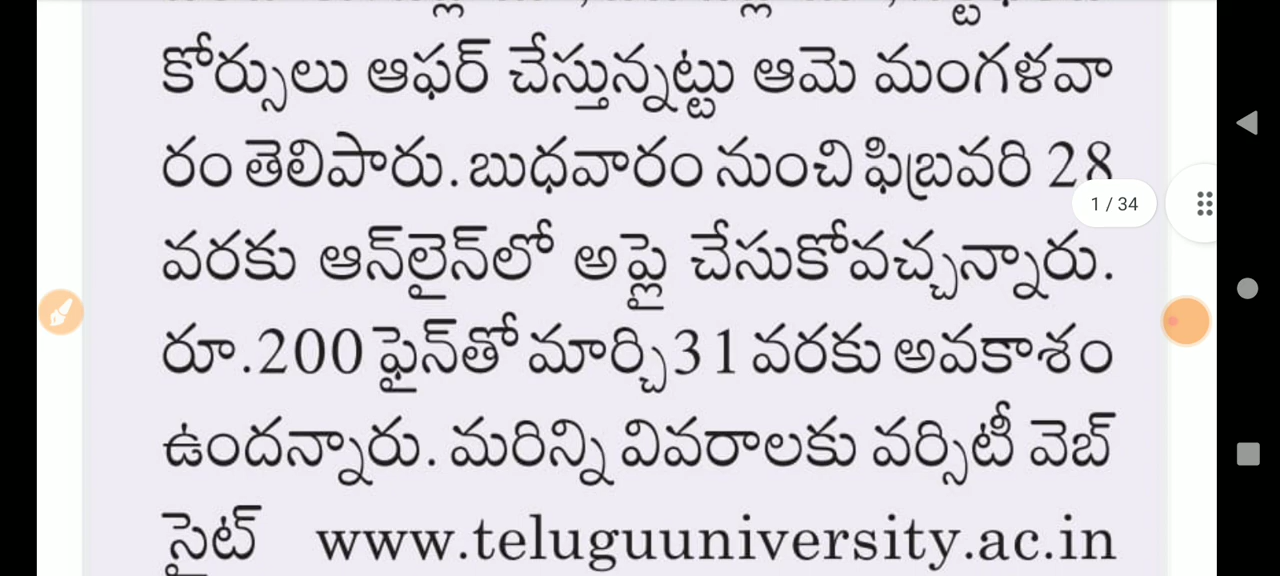 కోర్సులు ఆఫర్ చేస్తున్నట్టు ఆమె మంగళవా
రం తెలిపారు. బుధవారం నుంచి ఫిబ్రవరి 28
1 / 34
వరకు ఆన్‌లైన్‌లో అప్లై చేసుకోవచ్చన్నారు.
రూ.200 ఫైన్‌తో మార్చి 31 వరకు అవకాశం
ఉందన్నారు. మరిన్ని వివరాలకు వర్సిటీ వెబ్
సైట్ www.teluguuniversity.ac.in